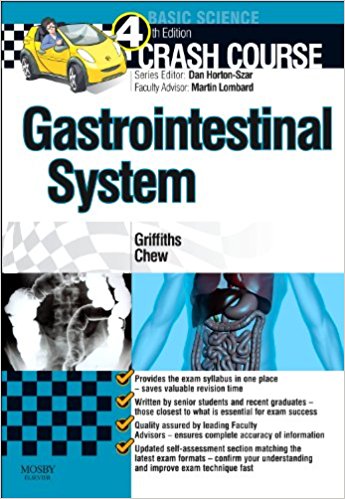 BASIC SCIENCE
4th Edition
CRASH COURSE
Series Editor: Dan Horton-Szar
Faculty Advisor: Martin Lombard
Gastrointestinal
System
Griffiths
Chew
Provides the exam syllabus in one place
– saves valuable revision time
Written by senior students and recent graduates –
those closest to what is essential for exam success
Quality assured by leading Faculty
Advisors – ensures complete accuracy of information
Updated self-assessment section matching the
latest exam formats – confirm your understanding
and improve exam technique fast
MOSBY
ELSEVIER